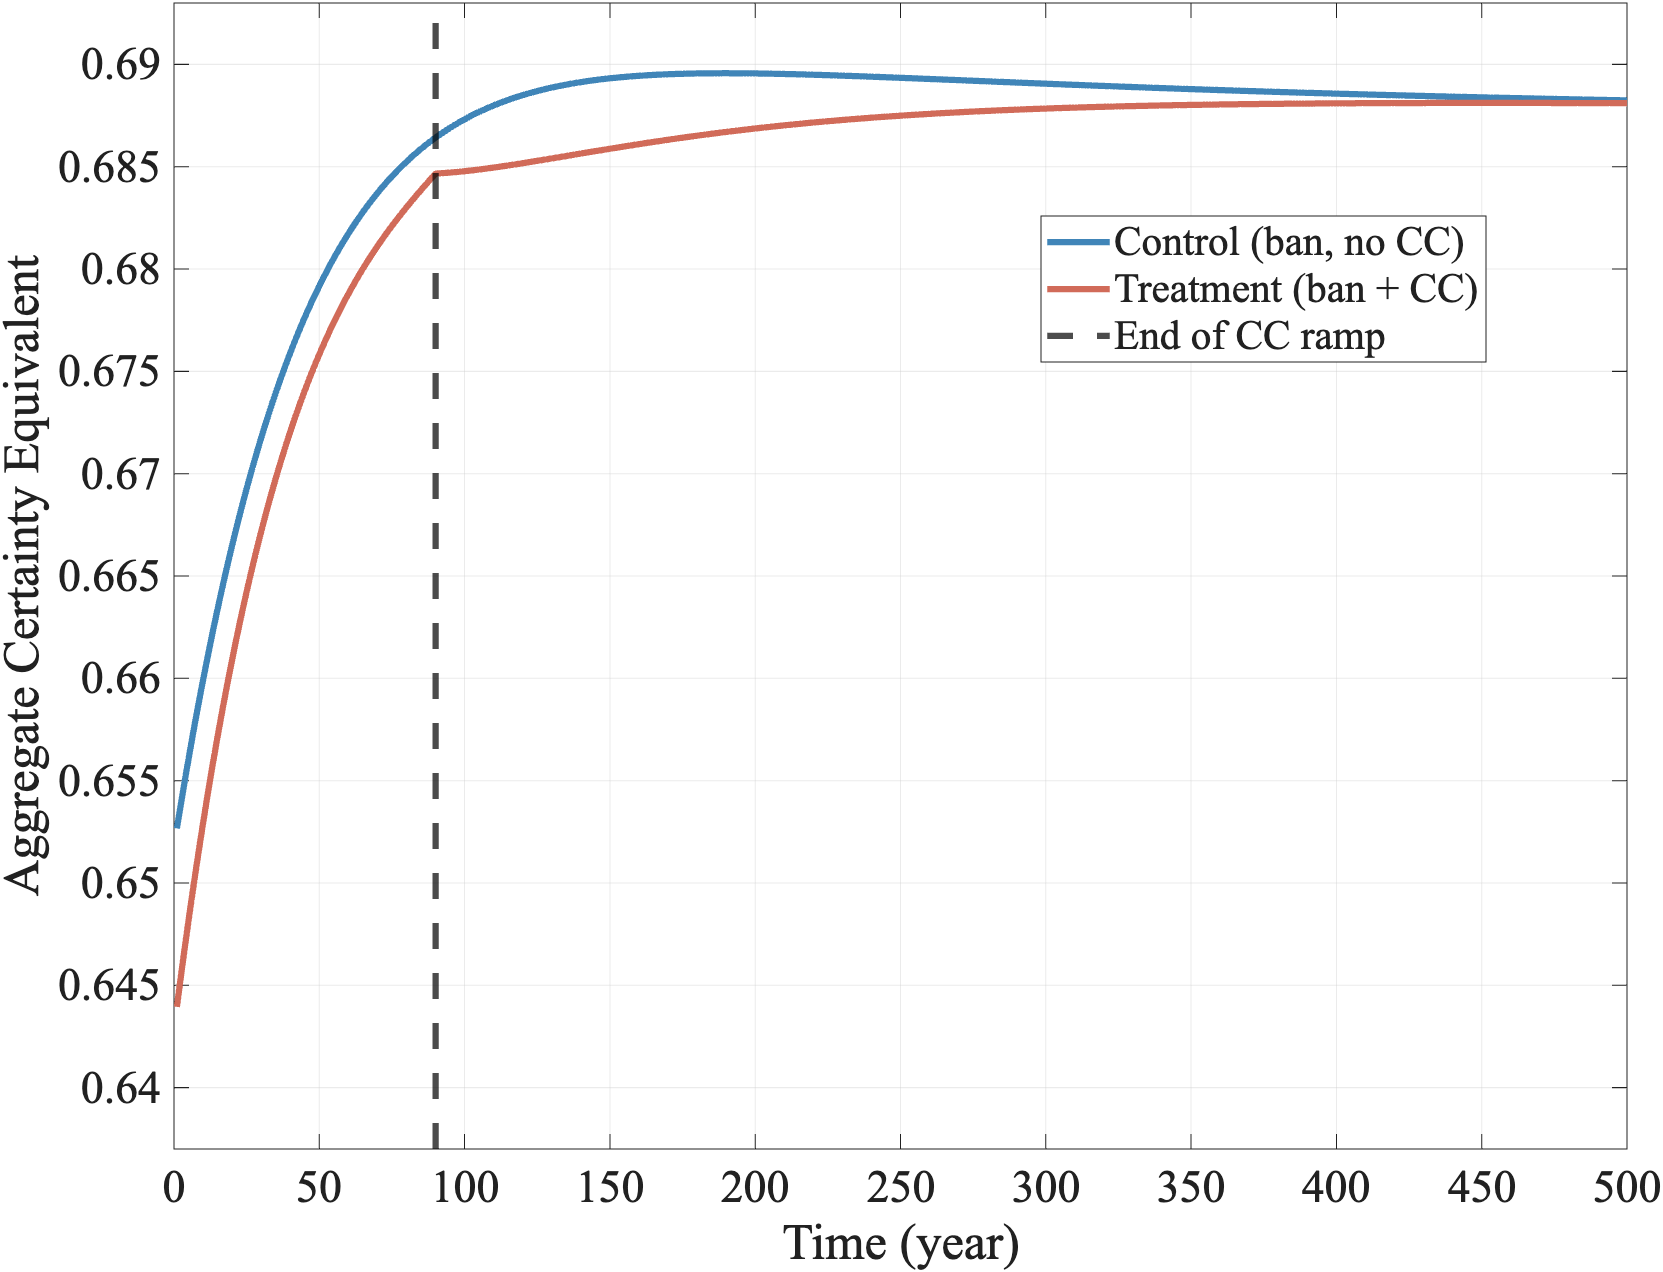 Aggregate Certainty Equivalent
0.69
0.685
0.68
0.675
0.67
0.665
0.66
0.655
0.65
0.645
0.64
Control (ban, no CC)
Treatment (ban + CC)
End of CC ramp
0 50 100 150 200 250 300 350 400 450 500
Time (year)